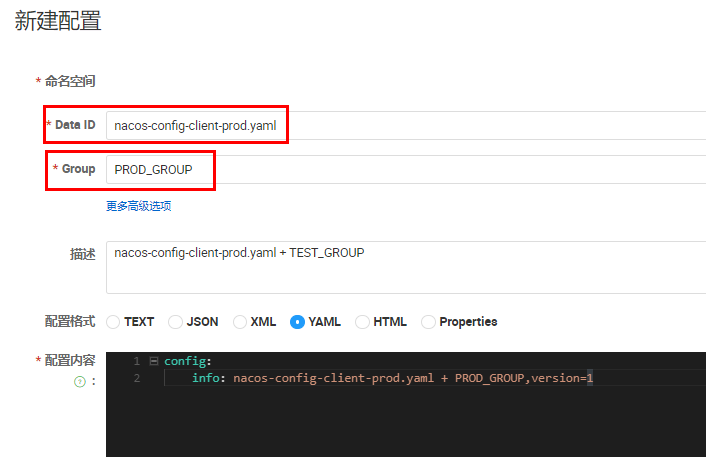 新建配置
* 命名空间
* Data ID nacos-config-client-prod.yaml
* Group PROD_GROUP
更多高级选项
描述 nacos-config-client-prod.yaml + TEST_GROUP
配置格式 TEXT JSON XML YAML HTML Properties
* 配置内容 1 config:
? : 2 info: nacos-config-client-prod.yaml + PROD_GROUP,version=1